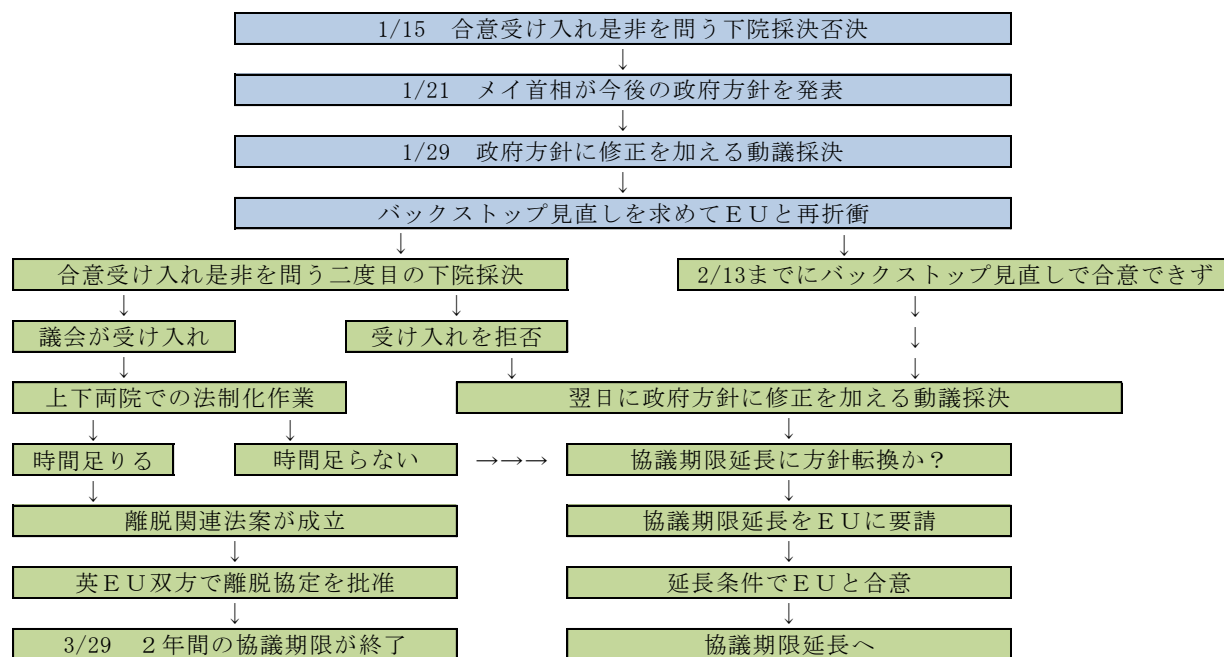 1/15　合意受け入れ是非を問う下院採決否決
↓
1/21　メイ首相が今後の政府方針を発表
↓
1/29　政府方針に修正を加える動議採決
↓
バックストップ見直しを求めてＥＵと再折衝
↓ ↓
合意受け入れ是非を問う二度目の下院採決 2/13までにバックストップ見直しで合意できず
↓ ↓ ↓
議会が受け入れ 受け入れを拒否 ↓
↓ ↓ ↓
上下両院での法制化作業 翌日に政府方針に修正を加える動議採決
↓ ↓ ↓
時間足りる 時間足らない →→→ 協議期限延長に方針転換か？
↓ ↓
離脱関連法案が成立 協議期限延長をＥＵに要請
↓ ↓
英ＥＵ双方で離脱協定を批准 延長条件でＥＵと合意
↓ ↓
3/29　２年間の協議期限が終了 協議期限延長へ